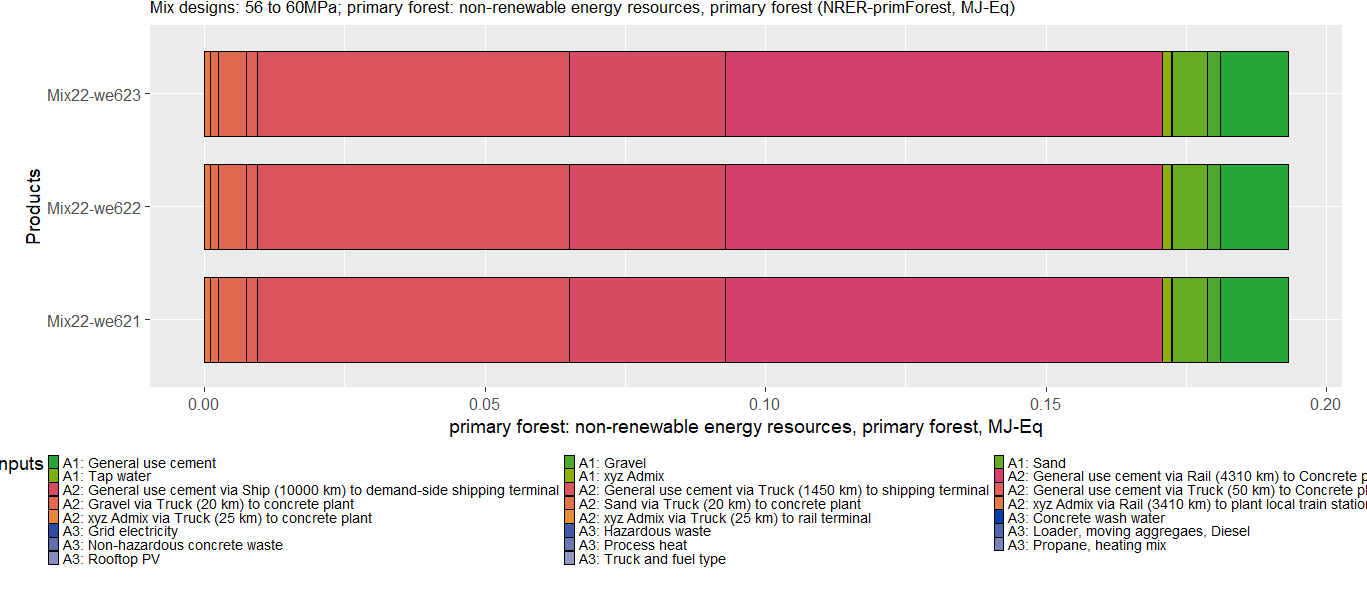 Mix designs: 56 to 60MPa; primary forest: non-renewable energy resources, primary forest (NRER-primForest, MJ-Eq)
Products
Mix22-we623
Mix22-we622
Mix22-we621
0.00 0.05 0.10 0.15 0.20
primary forest: non-renewable energy resources, primary forest, MJ-Eq
nputs
A1: General use cement A1: Gravel A1: Sand
A1: Tap water A1: xyz Admix A2: General use cement via Rail (4310 km) to Concrete p
A2: General use cement via Ship (10000 km) to demand-side shipping terminal A2: General use cement via Truck (1450 km) to shipping terminal A2: General use cement via Truck (50 km) to Concrete pl
A2: Gravel via Truck (20 km) to concrete plant A2: Sand via Truck (20 km) to concrete plant A2: xyz Admix via Rail (3410 km) to plant local train statio
A2: xyz Admix via Truck (25 km) to concrete plant A2: xyz Admix via Truck (25 km) to rail terminal A3: Concrete wash water
A3: Grid electricity A3: Hazardous waste A3: Loader, moving aggregaes, Diesel
A3: Non-hazardous concrete waste A3: Process heat A3: Propane, heating mix
A3: Rooftop PV A3: Truck and fuel type